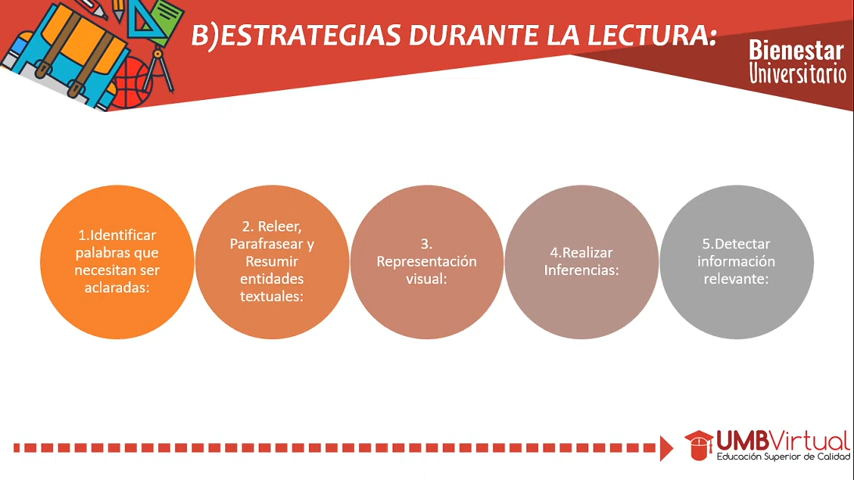 B)ESTRATEGIAS DURANTE LA LECTURA:
Bienestar
Universitario
1.Identificar
palabras que
necesitan ser
aclaradas:
2. Releer,
Parafrasear y
Resumir
entidades
textuales:
3.
Representación
visual:
4.Realizar
Inferencias:
5.Detectar
información
relevante:
UMBVirtual
Educación Superior de Calidad